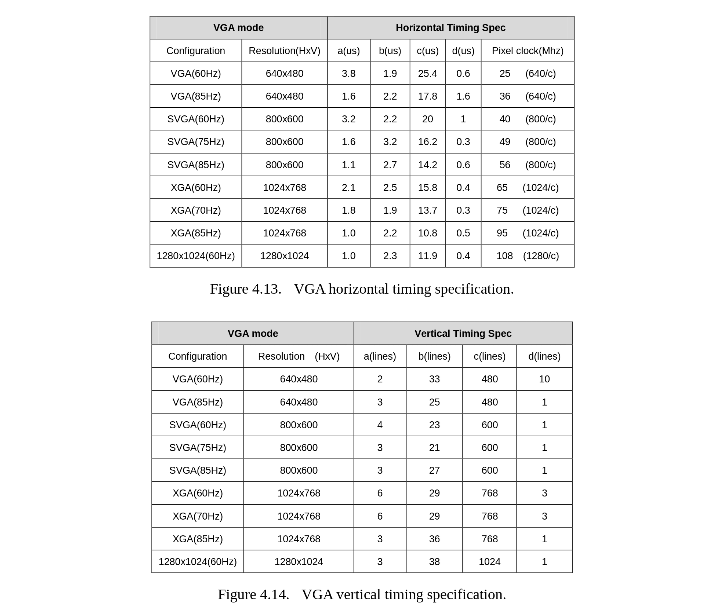 VGA mode Horizontal Timing Spec
Configuration Resolution(HxV) a(us) b(us) c(us) d(us) Pixel clock(Mhz)
VGA(60Hz) 640x480 3.8 1.9 25.4 0.6 25 (640/c)
VGA(85Hz) 640x480 1.6 2.2 17.8 1.6 36 (640/c)
SVGA(60Hz) 800x600 3.2 2.2 20 1 40 (800/c)
SVGA(75Hz) 800x600 1.6 3.2 16.2 0.3 49 (800/c)
SVGA(85Hz) 800x600 1.1 2.7 14.2 0.6 56 (800/c)
XGA(60Hz) 1024x768 2.1 2.5 15.8 0.4 65 (1024/c)
XGA(70Hz) 1024x768 1.8 1.9 13.7 0.3 75 (1024/c)
XGA(85Hz) 1024x768 1.0 2.2 10.8 0.5 95 (1024/c)
1280x1024(60Hz) 1280x1024 1.0 2.3 11.9 0.4 108 (1280/c)
Figure 4.13. VGA horizontal timing specification.
VGA mode Vertical Timing Spec
Configuration Resolution (HxV) a(lines) b(lines) c(lines) d(lines)
VGA(60Hz) 640x480 2 33 480 10
VGA(85Hz) 640x480 3 25 480 1
SVGA(60Hz) 800x600 4 23 600 1
SVGA(75Hz) 800x600 3 21 600 1
SVGA(85Hz) 800x600 3 27 600 1
XGA(60Hz) 1024x768 6 29 768 3
XGA(70Hz) 1024x768 6 29 768 3
XGA(85Hz) 1024x768 3 36 768 1
1280x1024(60Hz) 1280x1024 3 38 1024 1
Figure 4.14. VGA vertical timing specification.